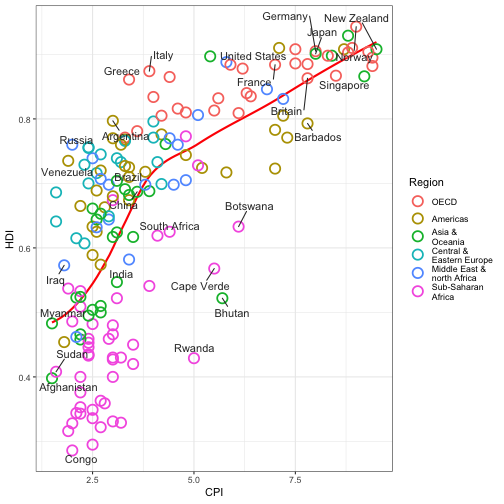 Germany
New Zealand
Japan
Italy
United States
Norway
Greece
France
Singapore
Britain
Barbados
Argentina
Russia
Venezuela
Brazil
China
Botswana
South Africa
Iraq
India
Cape Verde
Myanmar
Bhutan
Sudan
Rwanda
Afghanistan
Congo
0.8
0.6
0.4
2.5
5.0
7.5
CPI
HDI
Region
OECD
Americas
Asia &
Oceania
Central &
Eastern Europe
Middle East &
north Africa
Sub-Saharan
Africa